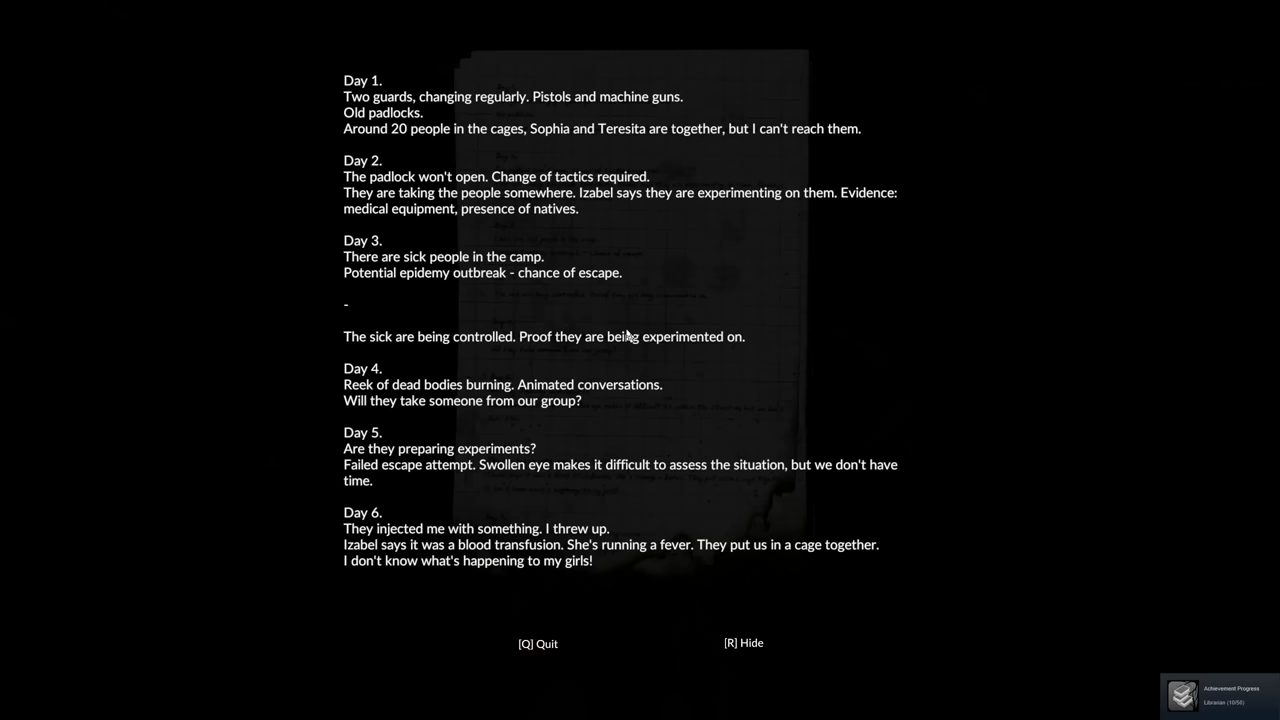 Day 1.
Two guards, changing regularly. Pistols and machine guns.
Old padlocks.
Around 20 people in the cages, Sophia and Teresita are together, but I can't reach them.
Day 2.
The padlock won't open. Change of tactics required.
They are taking the people somewhere. Izabel says they are experimenting on them. Evidence:
medical equipment, presence of natives.
Day 3.
There are sick people in the camp.
Potential epidemy outbreak - chance of escape.
-
The sick are being controlled. Proof they are being experimented on.
Day 4.
Reek of dead bodies burning. Animated conversations.
Will they take someone from our group?
Day 5.
Are they preparing experiments?
Failed escape attempt. Swollen eye makes it difficult to assess the situation, but we don't have
time.
Day 6.
They injected me with something. I threw up.
Izabel says it was a blood transfusion. She's running a fever. They put us in a cage together.
I don't know what's happening to my girls!
[Q] Quit
[R] Hide
Achievement Progress
Librarian (10/50)